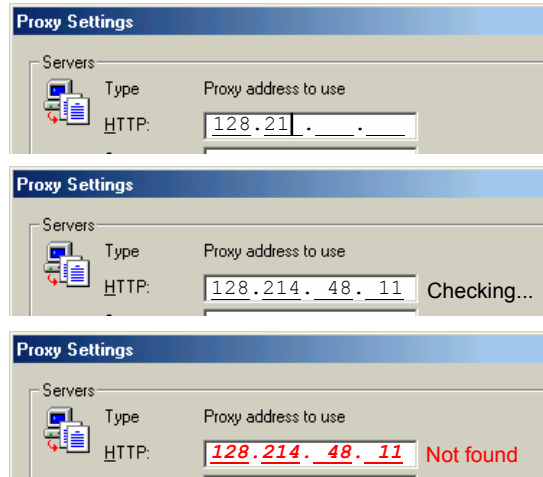 Proxy Settings
Servers
Type Proxy address to use
HTTP: 128.21 .___.___
Proxy Settings
Servers
Type Proxy address to use
HTTP: 128.214. 48. 11 Checking...
Proxy Settings
Servers
Type Proxy address to use
HTTP: 128.214. 48. 11 Not found